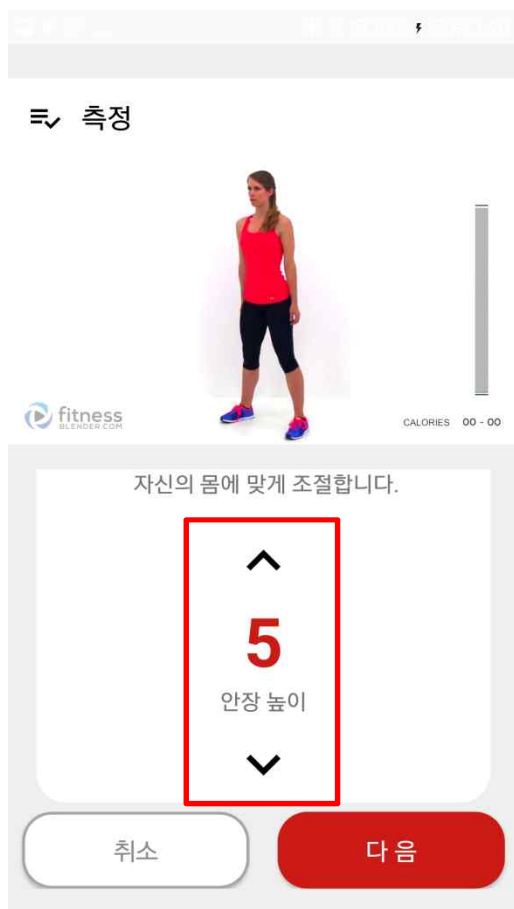 측정
fitness
BLENDER.COM
CALORIES 00 - 00
자신의 몸에 맞게 조절합니다.
5
안장 높이
취소
다음